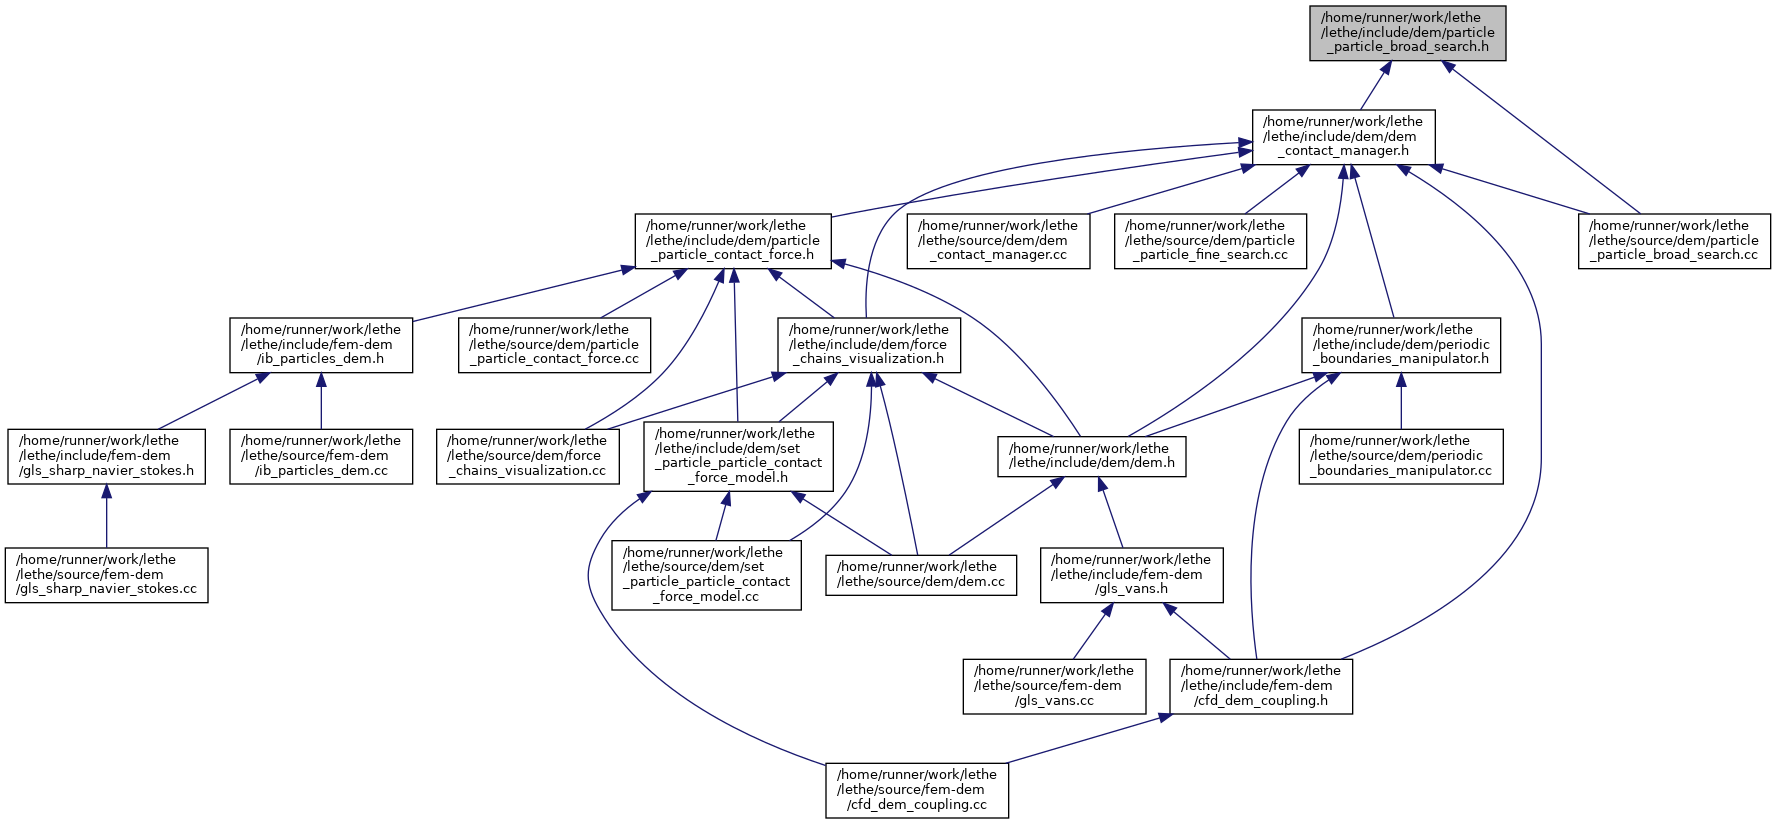 /home/runner/work/lethe
/lethe/include/dem/particle
_particle_broad_search.h
/home/runner/work/lethe
/lethe/include/dem/dem
_contact_manager.h
/home/runner/work/lethe
/lethe/include/dem/particle
_particle_contact_force.h
/home/runner/work/lethe
/lethe/source/dem/dem
_contact_manager.cc
/home/runner/work/lethe
/lethe/source/dem/particle
_particle_fine_search.cc
/home/runner/work/lethe
/lethe/source/dem/particle
_particle_broad_search.cc
/home/runner/work/lethe
/lethe/include/fem-dem
/ib_particles_dem.h
/home/runner/work/lethe
/lethe/source/dem/particle
_particle_contact_force.cc
/home/runner/work/lethe
/lethe/include/dem/force
_chains_visualization.h
/home/runner/work/lethe
/lethe/include/dem/periodic
_boundaries_manipulator.h
/home/runner/work/lethe
/lethe/include/fem-dem
/gls_sharp_navier_stokes.h
/home/runner/work/lethe
/lethe/source/fem-dem
/ib_particles_dem.cc
/home/runner/work/lethe
/lethe/source/dem/force
_chains_visualization.cc
/home/runner/work/lethe
/lethe/include/dem/set
_particle_particle_contact
_force_model.h
/home/runner/work/lethe
/lethe/include/dem/dem.h
/home/runner/work/lethe
/lethe/source/dem/periodic
_boundaries_manipulator.cc
/home/runner/work/lethe
/lethe/source/fem-dem
/gls_sharp_navier_stokes.cc
/home/runner/work/lethe
/lethe/source/dem/set
_particle_particle_contact
_force_model.cc
/home/runner/work/lethe
/lethe/source/dem/dem.cc
/home/runner/work/lethe
/lethe/include/fem-dem
/gls_vans.h
/home/runner/work/lethe
/lethe/source/fem-dem
/gls_vans.cc
/home/runner/work/lethe
/lethe/include/fem-dem
/cfd_dem_coupling.h
/home/runner/work/lethe
/lethe/source/fem-dem
/cfd_dem_coupling.cc